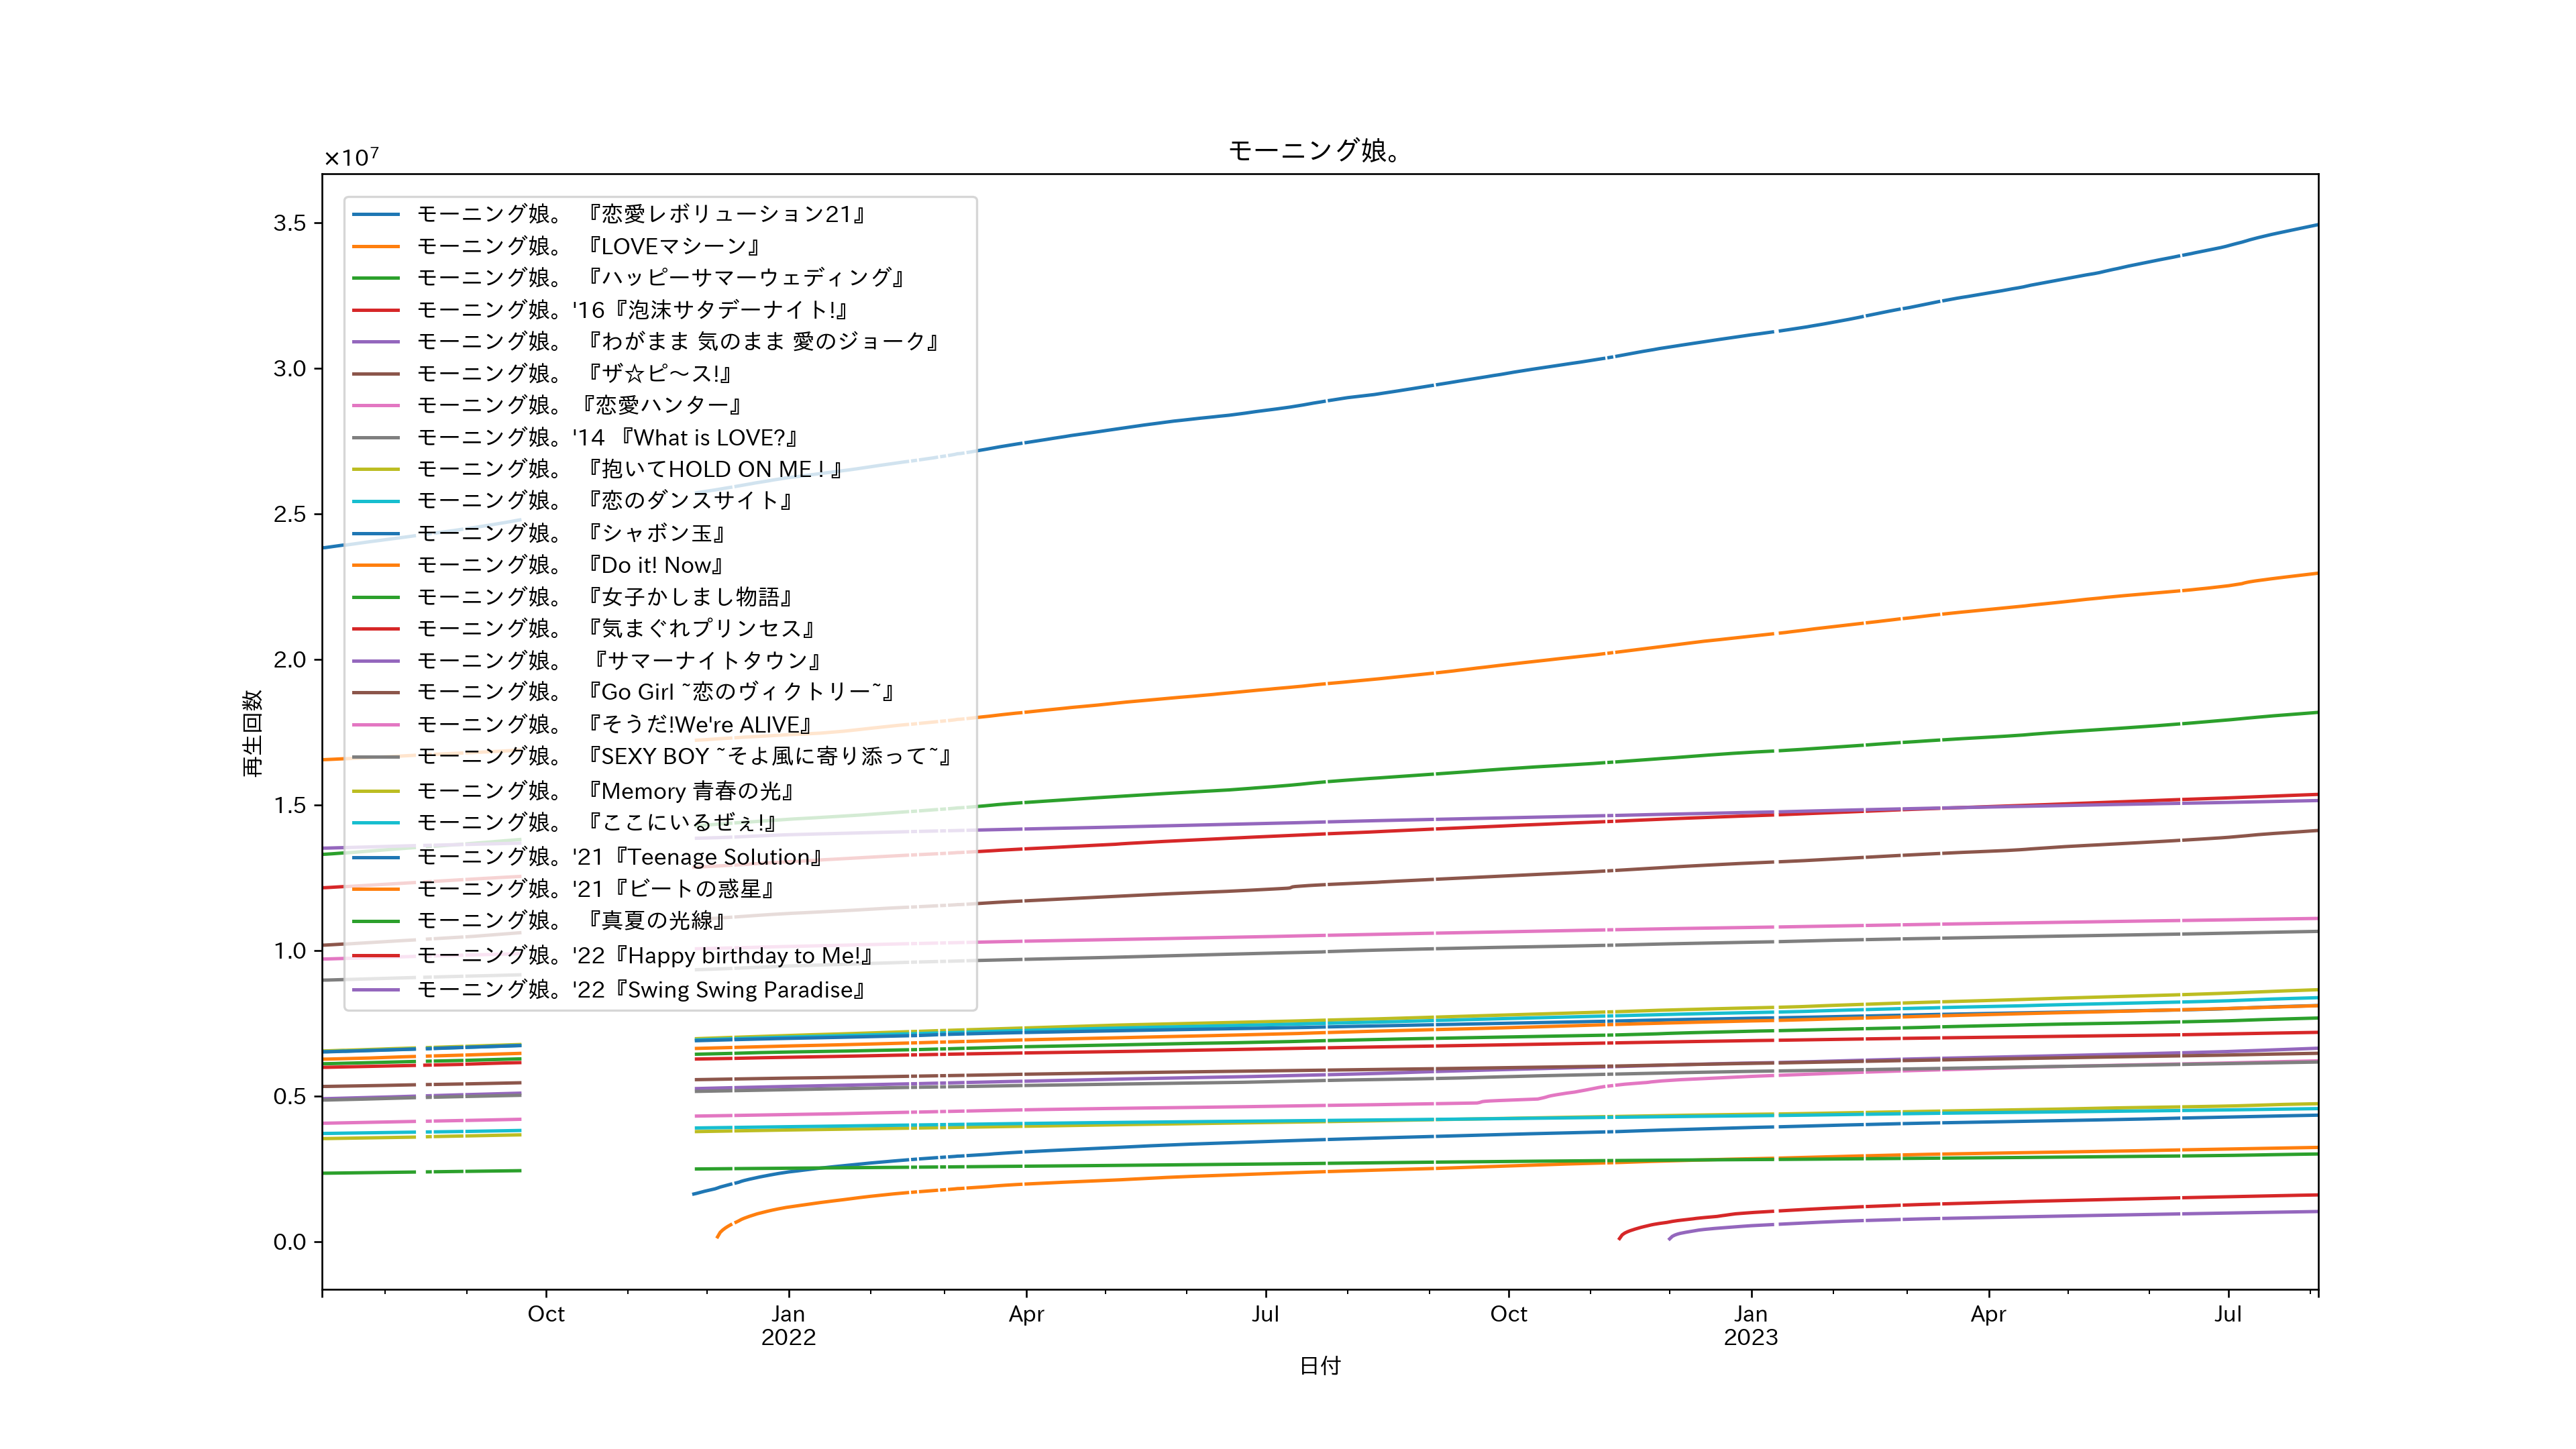 モーニング娘。
×10⁷
3.5
3.0
2.5
2.0
1.5
1.0
0.5
0.0
再生回数
モーニング娘。 『恋愛レボリューション21』
モーニング娘。 『LOVEマシーン』
モーニング娘。 『ハッピーサマーウェディング』
モーニング娘。'16『泡沫サタデーナイト!』
モーニング娘。 『わがまま 気のまま 愛のジョーク』
モーニング娘。 『ザ☆ピ～ス!』
モーニング娘。『恋愛ハンター』
モーニング娘。'14 『What is LOVE?』
モーニング娘。 『抱いてHOLD ON ME！』
モーニング娘。 『恋のダンスサイト』
モーニング娘。 『シャボン玉』
モーニング娘。 『Do it! Now』
モーニング娘。 『女子かしまし物語』
モーニング娘。 『気まぐれプリンセス』
モーニング娘。 『サマーナイトタウン』
モーニング娘。 『Go Girl ~恋のヴィクトリー~』
モーニング娘。 『そうだ!We're ALIVE』
モーニング娘。 『SEXY BOY ~そよ風に寄り添って~』
モーニング娘。 『Memory 青春の光』
モーニング娘。 『ここにいるぜぇ!』
モーニング娘。'21『Teenage Solution』
モーニング娘。'21『ビートの惑星』
モーニング娘。 『真夏の光線』
モーニング娘。'22『Happy birthday to Me!』
モーニング娘。'22『Swing Swing Paradise』
Oct Jan Apr Jul Oct Jan Apr Jul
2022 2023
日付